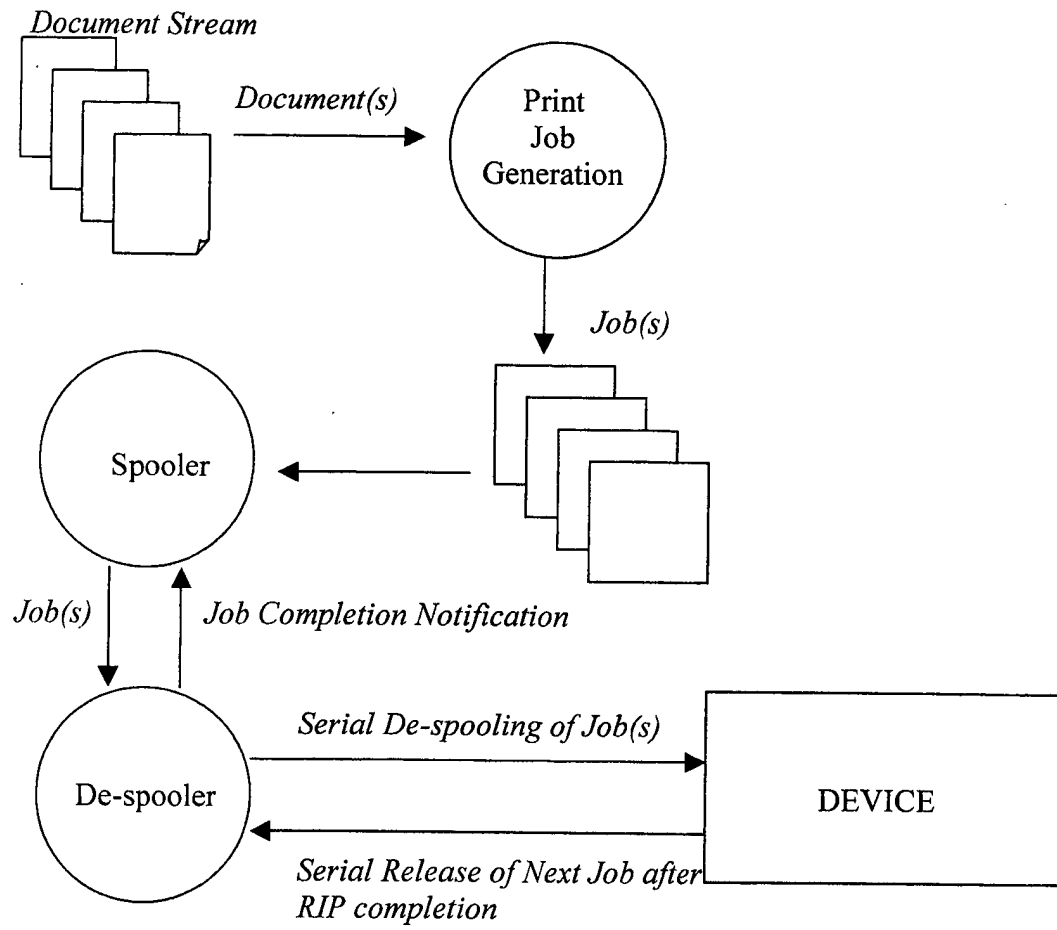 Document Stream
Document(s)
Print
Job
Generation
Job(s)
Spooler
Job(s)
Job Completion Notification
Serial De-spooling of Job(s)
De-spooler
DEVICE
Serial Release of Next Job after
RIP completion